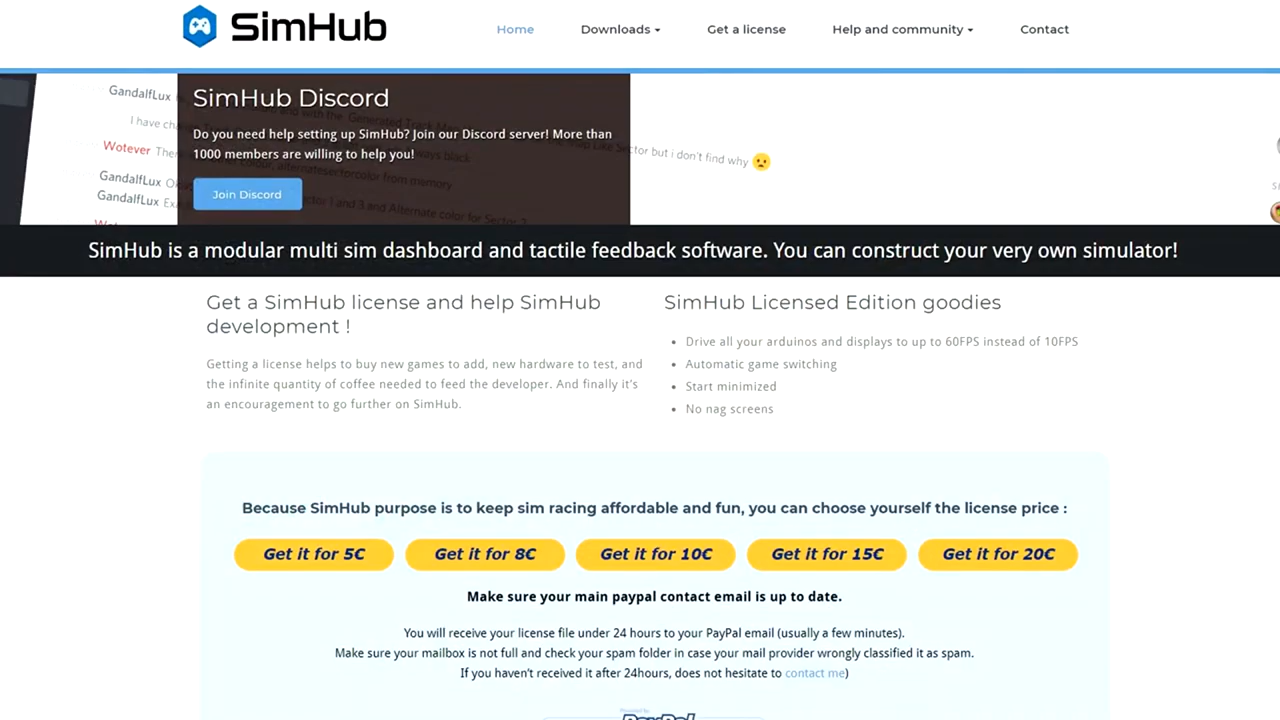 SimHub
Home
Downloads
Get a license
Help and community
Contact
SimHub Discord
Do you need help setting up SimHub? Join our Discord server! More than
1000 members are willing to help you!
Join Discord
GandalfLux
I have
Wotever
GandalfLux
GandalfLux
Sector but i don't find why
SimHub is a modular multi sim dashboard and tactile feedback software. You can construct your very own simulator!
Get a SimHub license and help SimHub
development !
Getting a license helps to buy new games to add, new hardware to test, and
the infinite quantity of coffee needed to feed the developer. And finally it's
an encouragement to go further on SimHub.
SimHub Licensed Edition goodies
Drive all your arduinos and displays to up to 60FPS instead of 10FPS
Automatic game switching
Start minimized
No nag screens
Because SimHub purpose is to keep sim racing affordable and fun, you can choose yourself the license price :
Get it for 5€
Get it for 8€
Get it for 10€
Get it for 15€
Get it for 20€
Make sure your main paypal contact email is up to date.
You will receive your license file under 24 hours to your PayPal email (usually a few minutes).
Make sure your mailbox is not full and check your spam folder in case your mail provider wrongly classified it as spam.
If you haven't received it after 24hours, does not hesitate to contact me)
PayPal